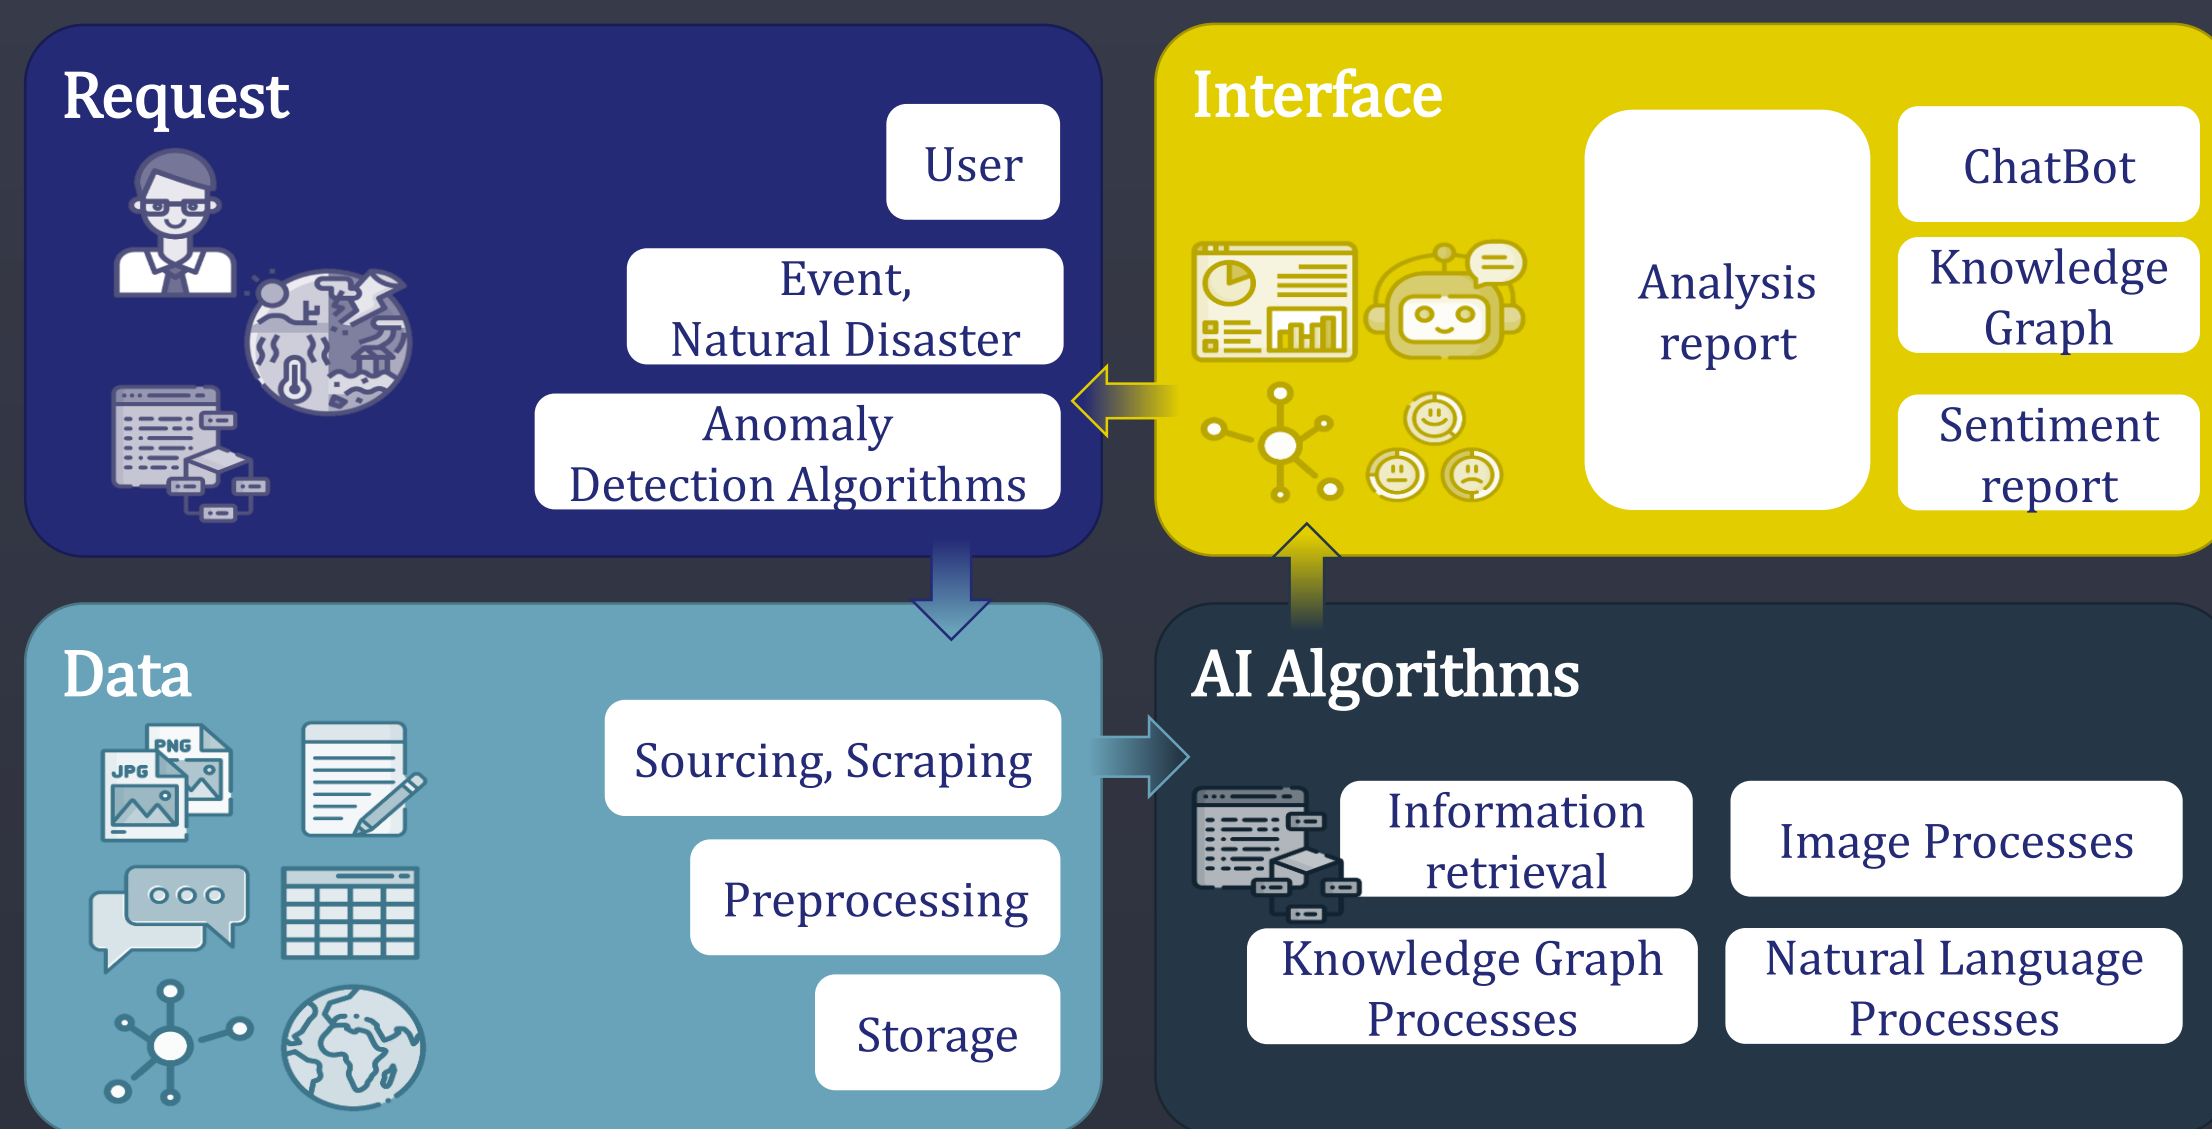 Request
User
Event,
Natural Disaster
Anomaly
Detection Algorithms
Interface
Analysis
report
ChatBot
Knowledge
Graph
Sentiment
report
Data
PNG
JPG
Sourcing, Scraping
Preprocessing
Storage
AI Algorithms
Information
retrieval
Image Processes
Knowledge Graph
Processes
Natural Language
Processes